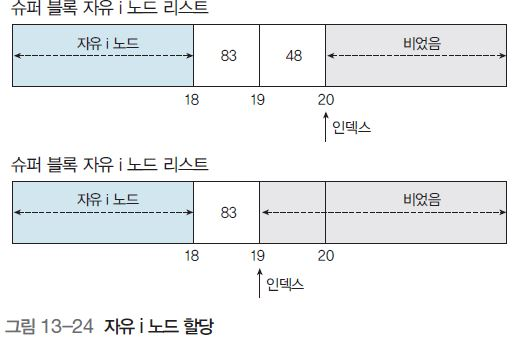 슈퍼 블록 자유 i 노드 리스트
자유 i 노드 83 48 비었음
18 19 20
인덱스
슈퍼 블록 자유 i 노드 리스트
자유 i 노드 83 비었음
18 19 20
인덱스
그림 13-24 자유 i 노드 할당